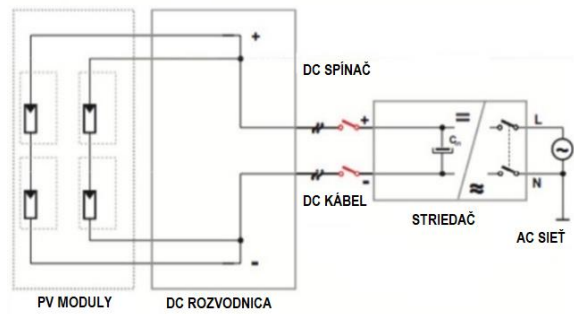 +
DC SPÍNAČ
+
=
L
C
~
-
N
≈
DC KÁBEL
STRIEDAČ
AC SIEŤ
-
PV MODULY
DC ROZVODNICA